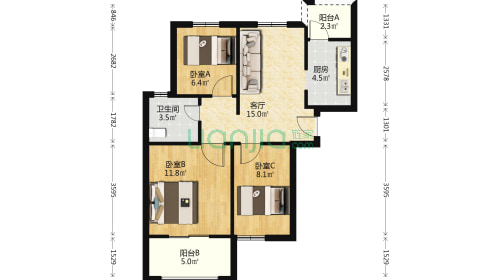 阳台A
2.3㎡
846
1331
卧室A
6.4㎡
厨房
4.5㎡
2682
2578
客厅
15.0㎡
卫生间
3.5㎡
1782
1301
lianjia
链家
.com
卧室B
11.8㎡
卧室C
8.1㎡
3595
3595
阳台B
5.0㎡
1529
1529